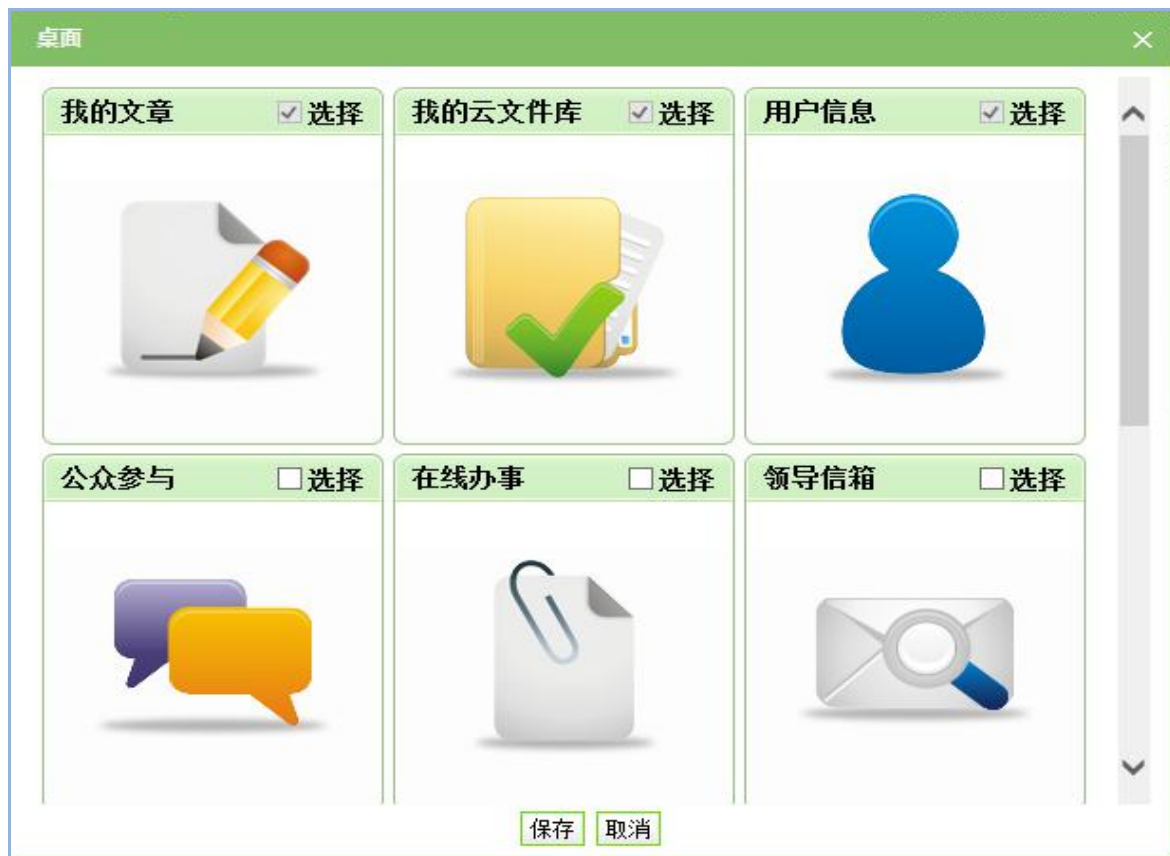 桌面
我的文章 选择 我的云文件库 选择 用户信息 选择
公众参与 选择 在线办事 选择 领导信箱 选择
保存 取消